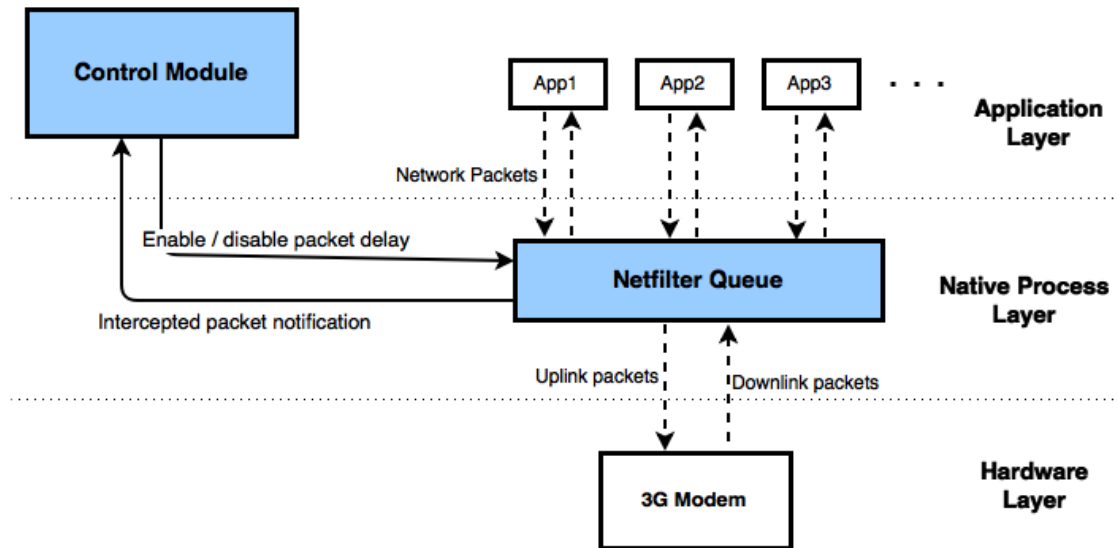 Control Module
App1
App2
App3
. . .
Application
Layer
Network Packets
Enable / disable packet delay
Netfilter Queue
Native Process
Layer
Intercepted packet notification
Uplink packets
Downlink packets
3G Modem
Hardware
Layer